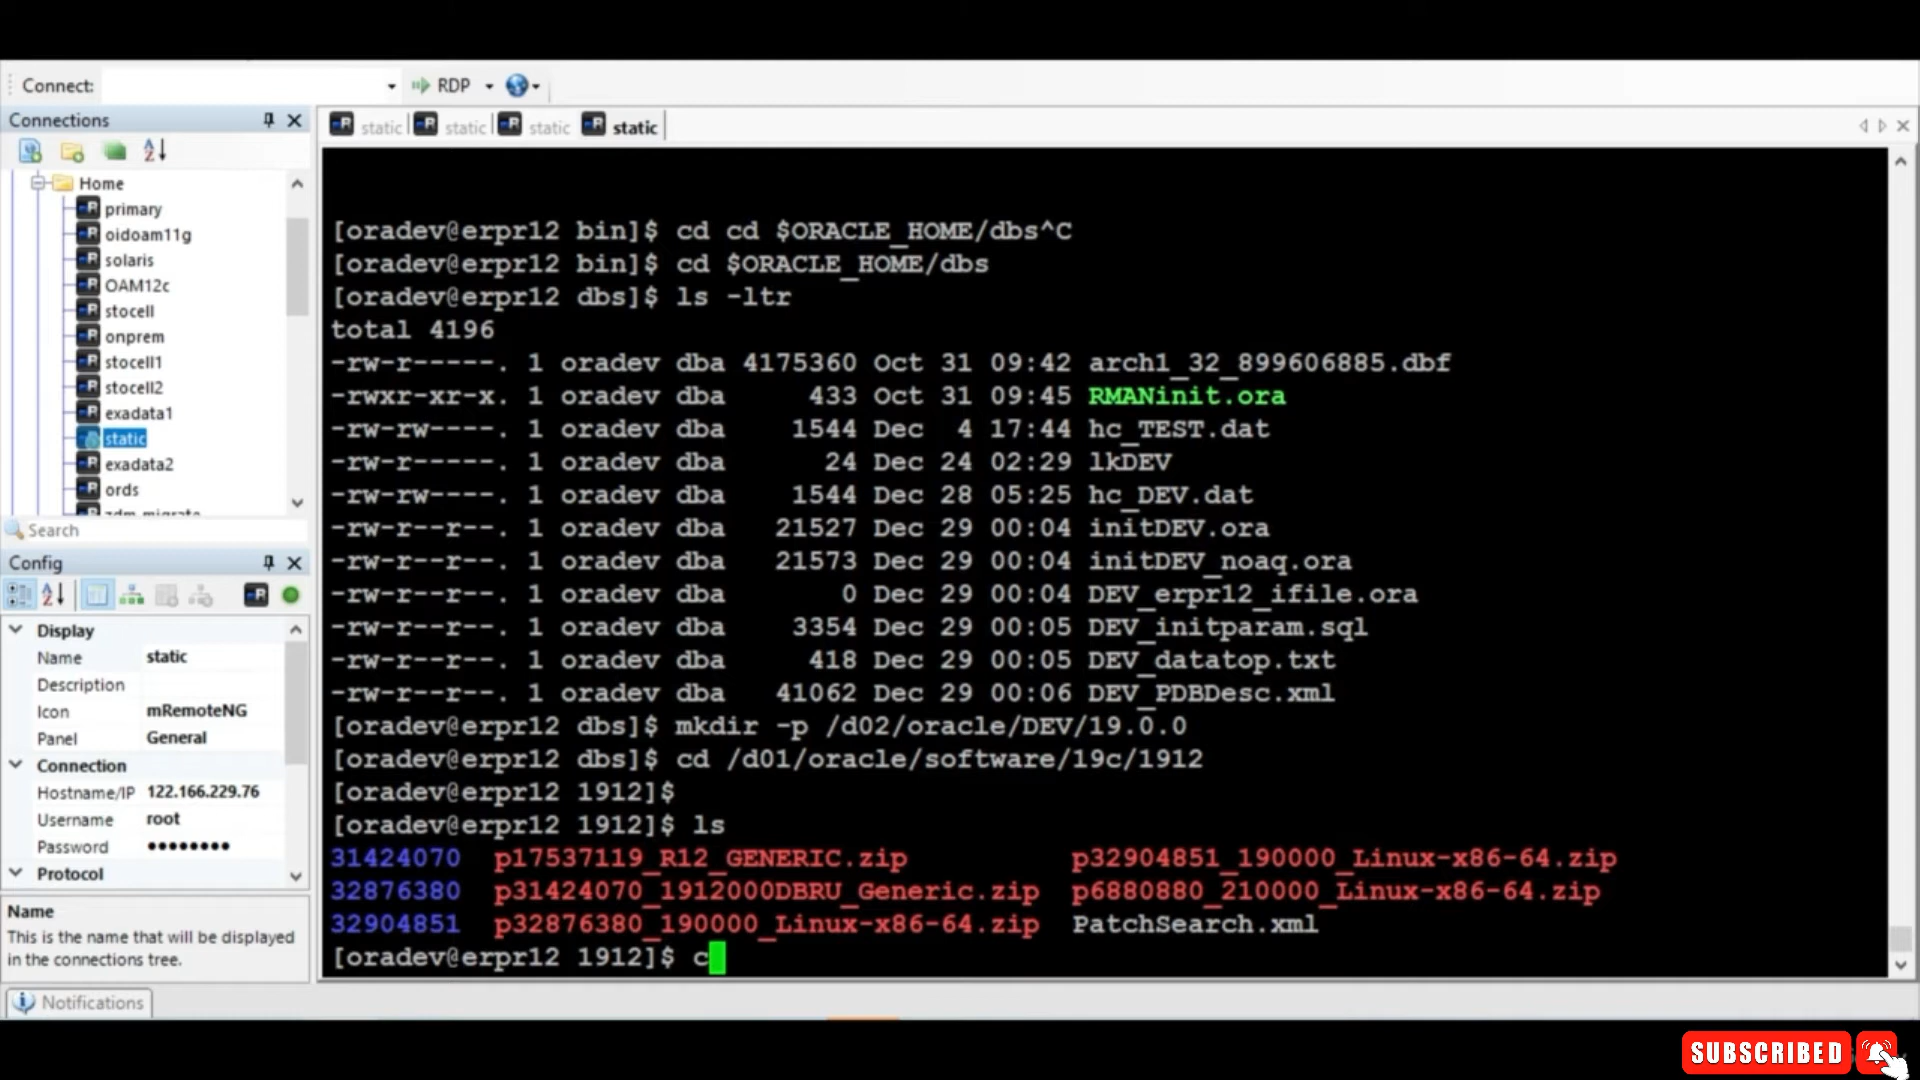 Connect:
RDP
Connections
static
static
static
static
Home
primary
oidoam11g
solaris
OAM12c
stocell
onprem
stocell1
stocell2
exadata1
static
exadata2
ords
zdm migrate
Search
Config
Display
Name static
Description
Icon mRemoteNG
Panel General
Connection
Hostname/IP 122.166.229.76
Username root
Password ●●●●●●●●
Protocol
Name
This is the name that will be displayed
in the connections tree.
Notifications
[oradev@erpr12 bin]$ cd cd $ORACLE_HOME/dbs^C
[oradev@erpr12 bin]$ cd $ORACLE_HOME/dbs
[oradev@erpr12 dbs]$ ls -ltr
total 4196
-rw-r-----. 1 oradev dba 4175360 Oct 31 09:42 arch1_32_899606885.dbf
-rwxr-xr-x. 1 oradev dba 433 Oct 31 09:45 RMANinit.ora
-rw-rw----. 1 oradev dba 1544 Dec 4 17:44 hc_TEST.dat
-rw-r-----. 1 oradev dba 24 Dec 24 02:29 lkDEV
-rw-rw----. 1 oradev dba 1544 Dec 28 05:25 hc_DEV.dat
-rw-r--r--. 1 oradev dba 21527 Dec 29 00:04 initDEV.ora
-rw-r--r--. 1 oradev dba 21573 Dec 29 00:04 initDEV_noaq.ora
-rw-r--r--. 1 oradev dba 0 Dec 29 00:04 DEV_erpr12_ifile.ora
-rw-r--r--. 1 oradev dba 3354 Dec 29 00:05 DEV_initparam.sql
-rw-r--r--. 1 oradev dba 418 Dec 29 00:05 DEV_datatop.txt
-rw-r--r--. 1 oradev dba 41062 Dec 29 00:06 DEV_PDBDesc.xml
[oradev@erpr12 dbs]$ mkdir -p /d02/oracle/DEV/19.0.0
[oradev@erpr12 dbs]$ cd /d01/oracle/software/19c/1912
[oradev@erpr12 1912]$
[oradev@erpr12 1912]$ ls
31424070 p17537119_R12_GENERIC.zip p32904851_190000_Linux-x86-64.zip
32876380 p31424070_1912000DBRU_Generic.zip p6880880_210000_Linux-x86-64.zip
32904851 p32876380_190000_Linux-x86-64.zip PatchSearch.xml
[oradev@erpr12 1912]$ c
SUBSCRIBED